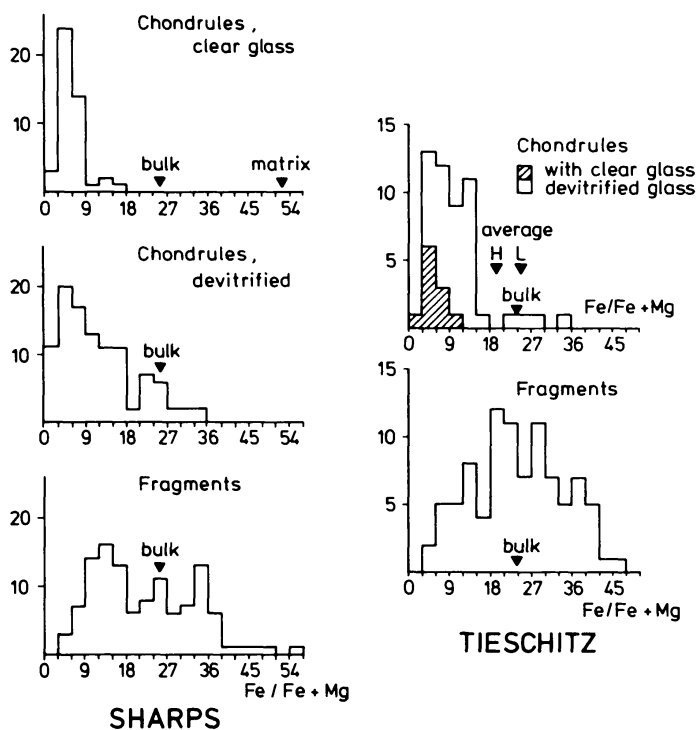 Chondrules,
clear glass
20
10
bulk
matrix
0 9 18 27 36 45 54
Chondrules,
devitrified
20
10
bulk
0 9 18 27 36 45 54
Fragments
20
10
bulk
0 9 18 27 36 45 54
Fe / Fe + Mg
SHARPS
15
10
5
Chondrules
with clear glass
devitrified glass
average
H L
bulk
Fe/Fe +Mg
0 9 18 27 36 45
Fragments
15
10
5
bulk
0 9 18 27 36 45
Fe/Fe + Mg
TIESCHITZ